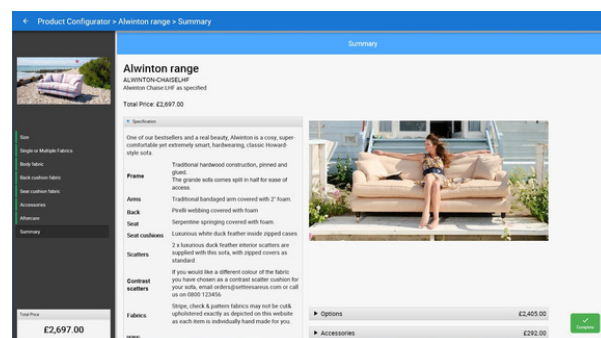 ← Product Configurator > Alwinton range > Summary
Summary
Size
Single or Multiple Fabrics
Body fabric
Back cushion fabric
Seat cushion fabric
Accessories
Aftercare
Summary
Total Price
£2,697.00
Alwinton range
ALWINTON-CHAISELHF
Alwinton Chaise LHF as specified
Total Price: £2,697.00
Specification
One of our bestsellers and a real beauty, Alwinton is a cosy, super-
comfortable yet extremely smart, hardwearing, classic Howard-
style sofa.
Frame
Traditional hardwood construction, pinned and
glued.
The grande sofa comes split in half for ease of
access.
Arms Traditional bandaged arm covered with 2" foam.
Back Pirelli-webbing covered with foam
Seat Serpentine springing covered with foam.
Seat cushions Luxurious white duck feather inside zipped cases
Scatters
2 x luxurious duck feather interior scatters are
supplied with this sofa, with zipped covers as
standard
Contrast
scatters
If you would like a different colour of the fabric
you have chosen as a contrast scatter cushion for
your sofa, email orders@setteesareus.com or call
us on 0800 123456
Fabrics
Stripe, check & pattern fabrics may not be cut&
upholstered exactly as depicted on this website
as each item is individually hand made for you.
Options £2,405.00
Accessories £292.00
Complete